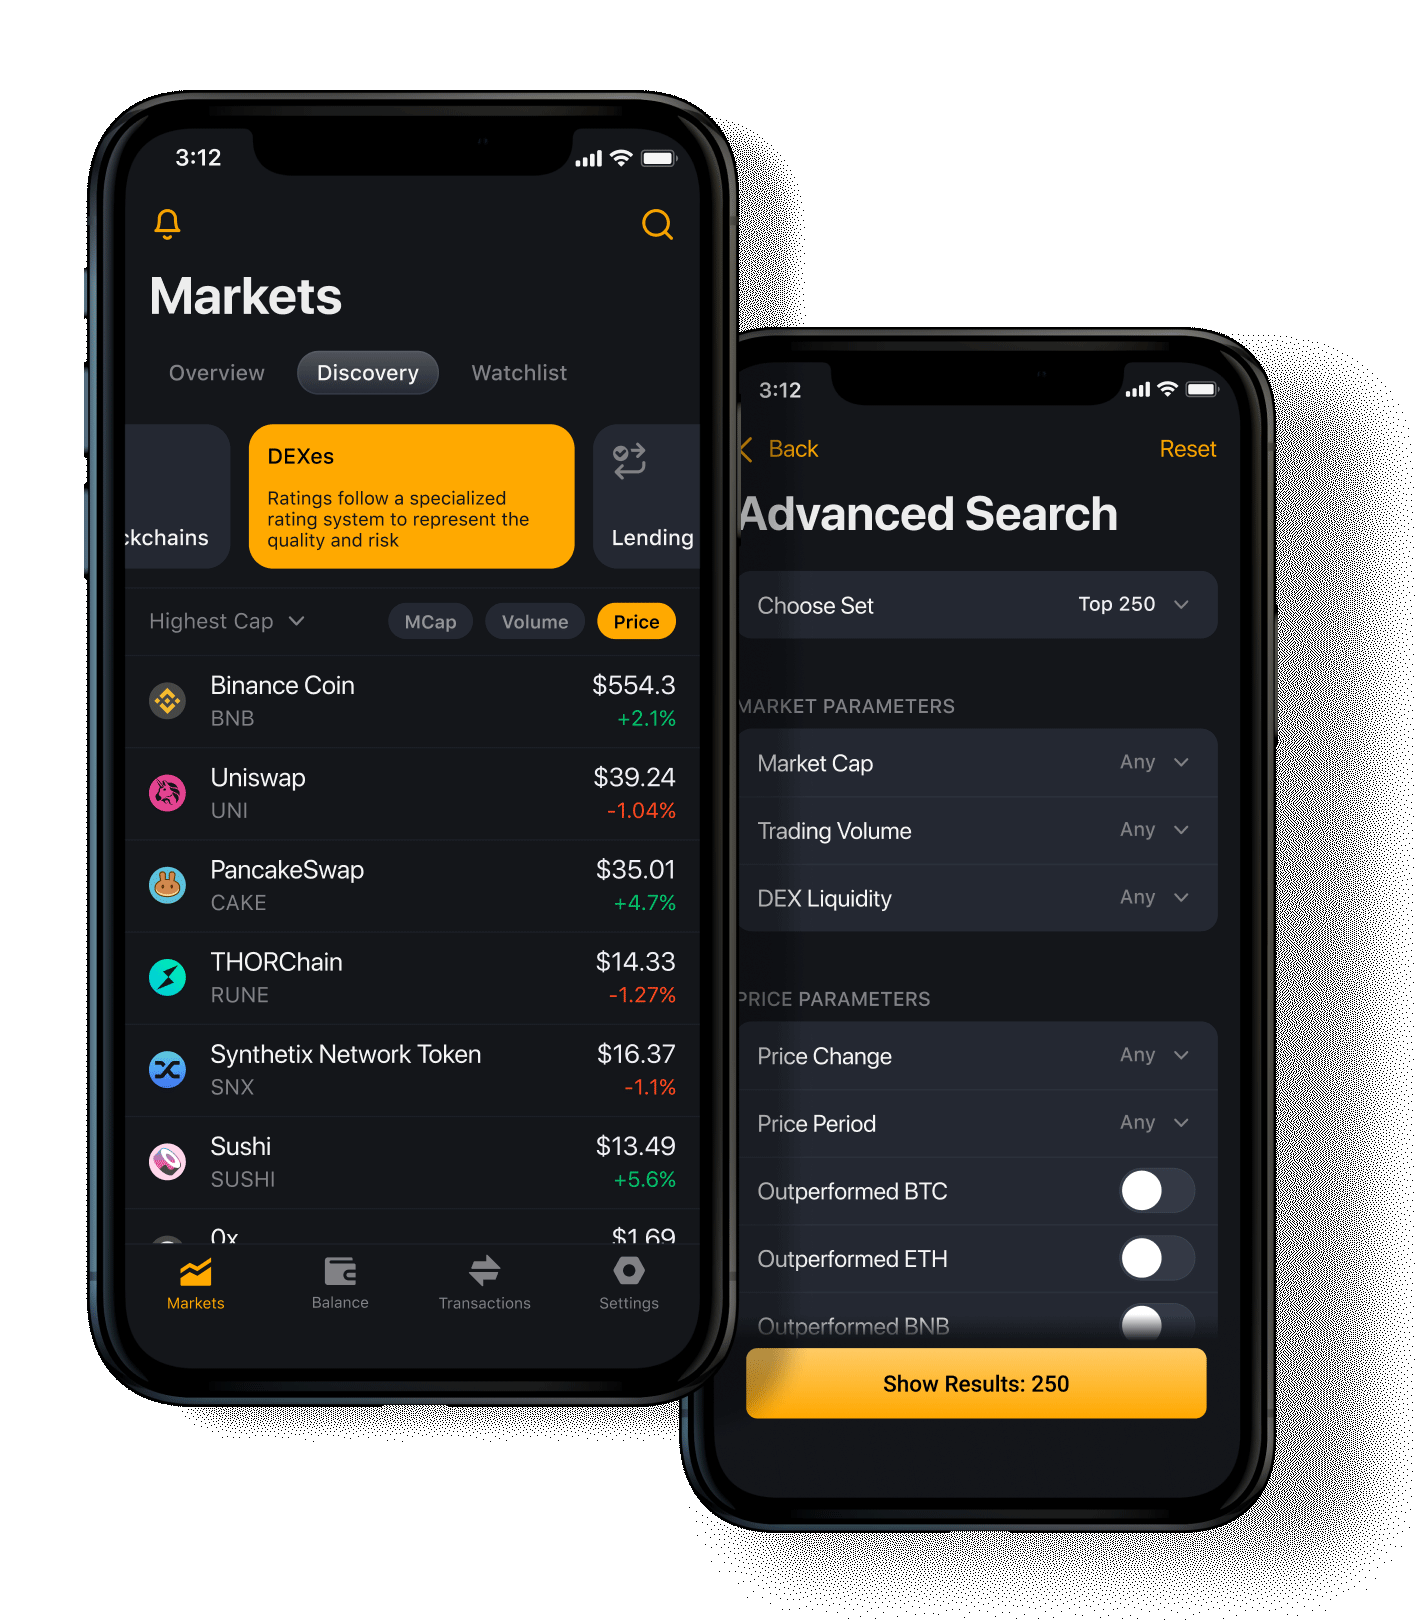 3:12
Markets
Overview Discovery Watchlist
ckchains
DEXes
Ratings follow a specialized
rating system to represent the
quality and risk
Lending
Highest Cap MCap Volume Price
Binance Coin $554.3
BNB +2.1%
Uniswap $39.24
UNI -1.04%
PancakeSwap $35.01
CAKE +4.7%
THORChain $14.33
RUNE -1.27%
Synthetix Network Token $16.37
SNX -1.1%
Sushi $13.49
SUSHI +5.6%
0x $1.69
Markets Balance Transactions Settings
3:12
Back Reset
Advanced Search
Choose Set Top 250
MARKET PARAMETERS
Market Cap Any
Trading Volume Any
DEX Liquidity Any
PRICE PARAMETERS
Price Change Any
Price Period Any
Outperformed BTC
Outperformed ETH
Outperformed BNB
Show Results: 250